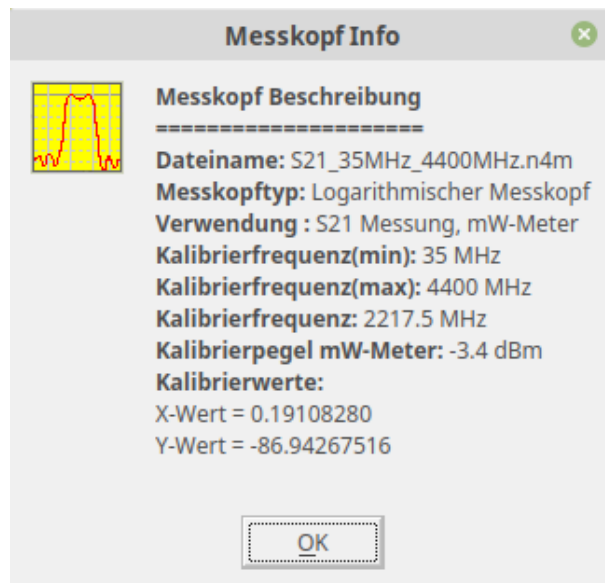 Messkopf Info
Messkopf Beschreibung
=====================
Dateiname: S21_35MHz_4400MHz.n4m
Messkopftyp: Logarithmischer Messkopf
Verwendung : S21 Messung, mW-Meter
Kalibrierfrequenz(min): 35 MHz
Kalibrierfrequenz(max): 4400 MHz
Kalibrierfrequenz: 2217.5 MHz
Kalibrierpegel mW-Meter: -3.4 dBm
Kalibrierwerte:
X-Wert = 0.19108280
Y-Wert = -86.94267516
OK